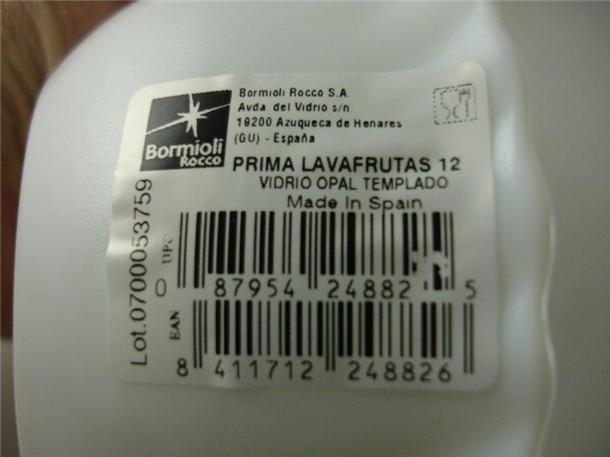 Bormioli Rocco S.A.
Avda. del Vidrio s/n.
19200 Azuqueca de Henares
(GU) - España
Bormioli
ROCCO
PRIMA LAVAFRUTAS 12
VIDRIO OPAL TEMPLADO
Made In Spain
Lot.0700053759
UPC
0 87954 24882 5
EAN
8 411712 248826